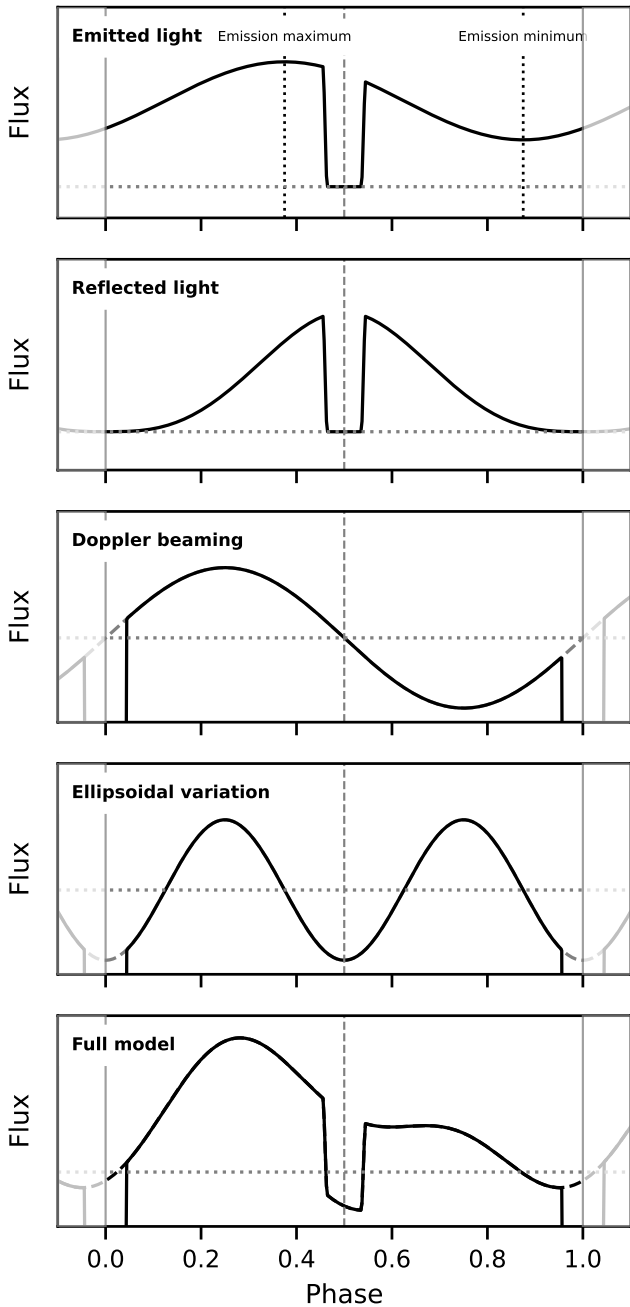 Emitted light Emission maximum Emission minimum
Flux
Reflected light
Flux
Doppler beaming
Flux
Ellipsoidal variation
Flux
Full model
Flux
0.0 0.2 0.4 0.6 0.8 1.0
Phase